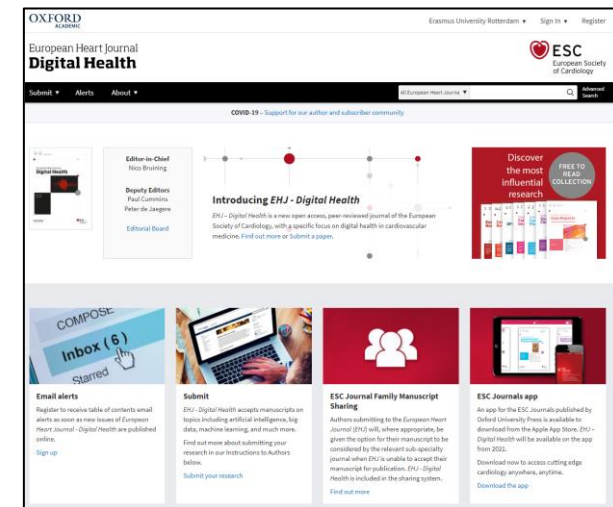 OXFORD
ACADEMIC
Erasmus University Rotterdam ▼ Sign In ▼ Register
European Heart Journal
Digital Health
ESC
European Society
of Cardiology
Submit ▼ Alerts About ▼
All European Heart Journa ▼
Advanced
Search
COVID-19 – Support for our author and subscriber community
Editor-in-Chief
Nico Bruining
Deputy Editors
Paul Cummins
Peter de Jaegere
Editorial Board
Introducing EHJ - Digital Health
EHJ – Digital Health is a new open access, peer-reviewed journal of the European
Society of Cardiology, with a specific focus on digital health in cardiovascular
medicine. Find out more or Submit a paper.
Discover
the most
influential
research
FREE TO
READ
COLLECTION
COMPOSE
Inbox (6)
Starred
Email alerts
Register to receive table of contents email
alerts as soon as new issues of European
Heart Journal - Digital Health are published
online.
Sign up
Submit
EHJ - Digital Health accepts manuscripts on
topics including artificial intelligence, big
data, machine learning, and much more.
Find out more about submitting your
research in our Instructions to Authors
below.
Submit your research
ESC Journal Family Manuscript
Sharing
Authors submitting to the European Heart
Journal (EHJ) will, where appropriate, be
given the option for their manuscript to be
considered by the relevant sub-specialty
journal when EHJ is unable to accept their
manuscript for publication. EHJ - Digital
Health is included in the sharing system.
Find out more
ESC Journals app
An app for the ESC Journals published by
Oxford University Press is available to
download from the Apple App Store. EHJ –
Digital Health will be available on the app
from 2021.
Download now to access cutting edge
cardiology anywhere, anytime.
Download the app